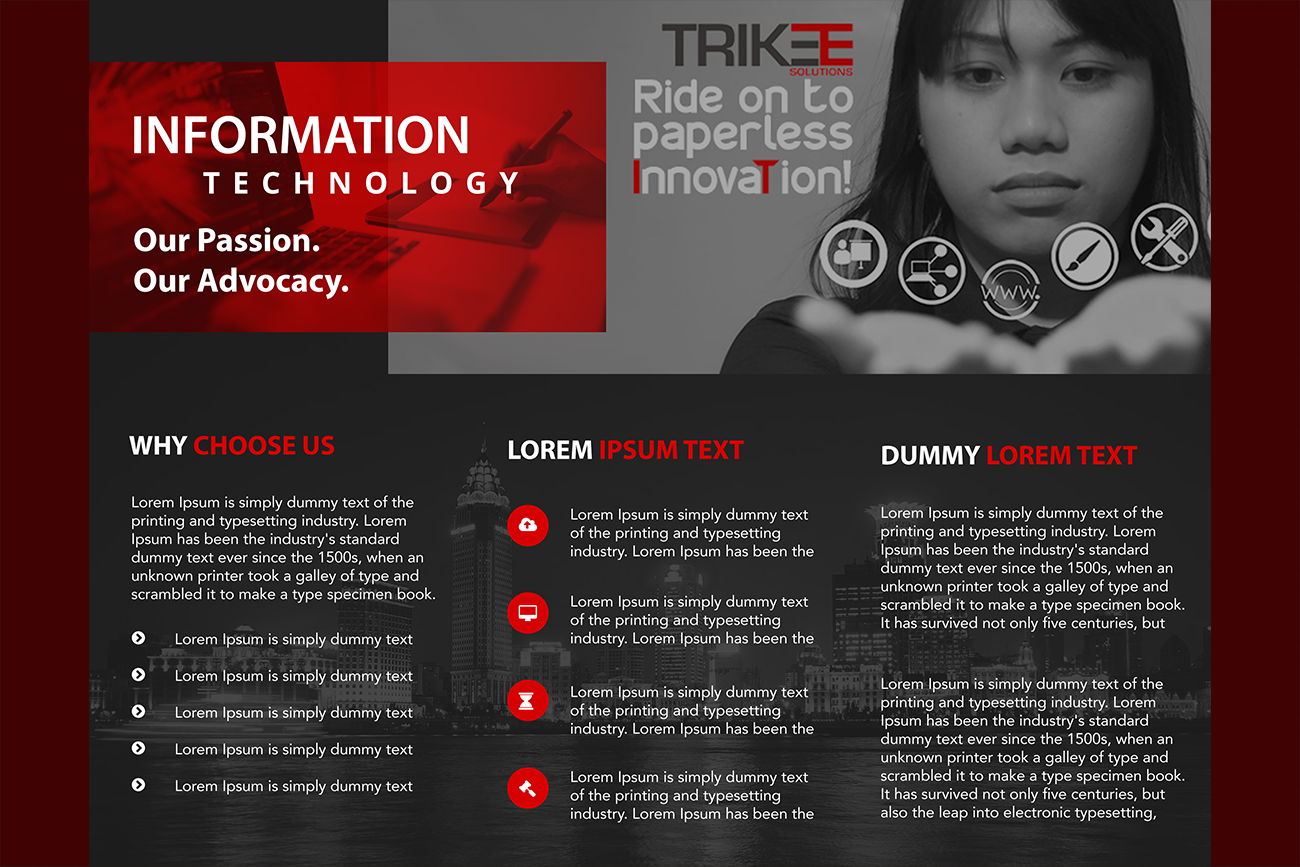 TRIKEE
SOLUTIONS
Ride on to
paperless
InnovaTion!
INFORMATION
TECHNOLOGY
Our Passion.
Our Advocacy.
WWW.
WHY CHOOSE US
Lorem Ipsum is simply dummy text of the
printing and typesetting industry. Lorem
Ipsum has been the industry's standard
dummy text ever since the 1500s, when an
unknown printer took a galley of type and
scrambled it to make a type specimen book.
Lorem Ipsum is simply dummy text
Lorem Ipsum is simply dummy text
Lorem Ipsum is simply dummy text
Lorem Ipsum is simply dummy text
Lorem Ipsum is simply dummy text
LOREM IPSUM TEXT
Lorem Ipsum is simply dummy text
of the printing and typesetting
industry. Lorem Ipsum has been the
Lorem Ipsum is simply dummy text
of the printing and typesetting
industry. Lorem Ipsum has been the
Lorem Ipsum is simply dummy text
of the printing and typesetting
industry. Lorem Ipsum has been the
Lorem Ipsum is simply dummy text
of the printing and typesetting
industry. Lorem Ipsum has been the
DUMMY LOREM TEXT
Lorem Ipsum is simply dummy text of the
printing and typesetting industry. Lorem
Ipsum has been the industry's standard
dummy text ever since the 1500s, when an
unknown printer took a galley of type and
scrambled it to make a type specimen book.
It has survived not only five centuries, but
Lorem Ipsum is simply dummy text of the
printing and typesetting industry. Lorem
Ipsum has been the industry's standard
dummy text ever since the 1500s, when an
unknown printer took a galley of type and
scrambled it to make a type specimen book.
It has survived not only five centuries, but
also the leap into electronic typesetting,